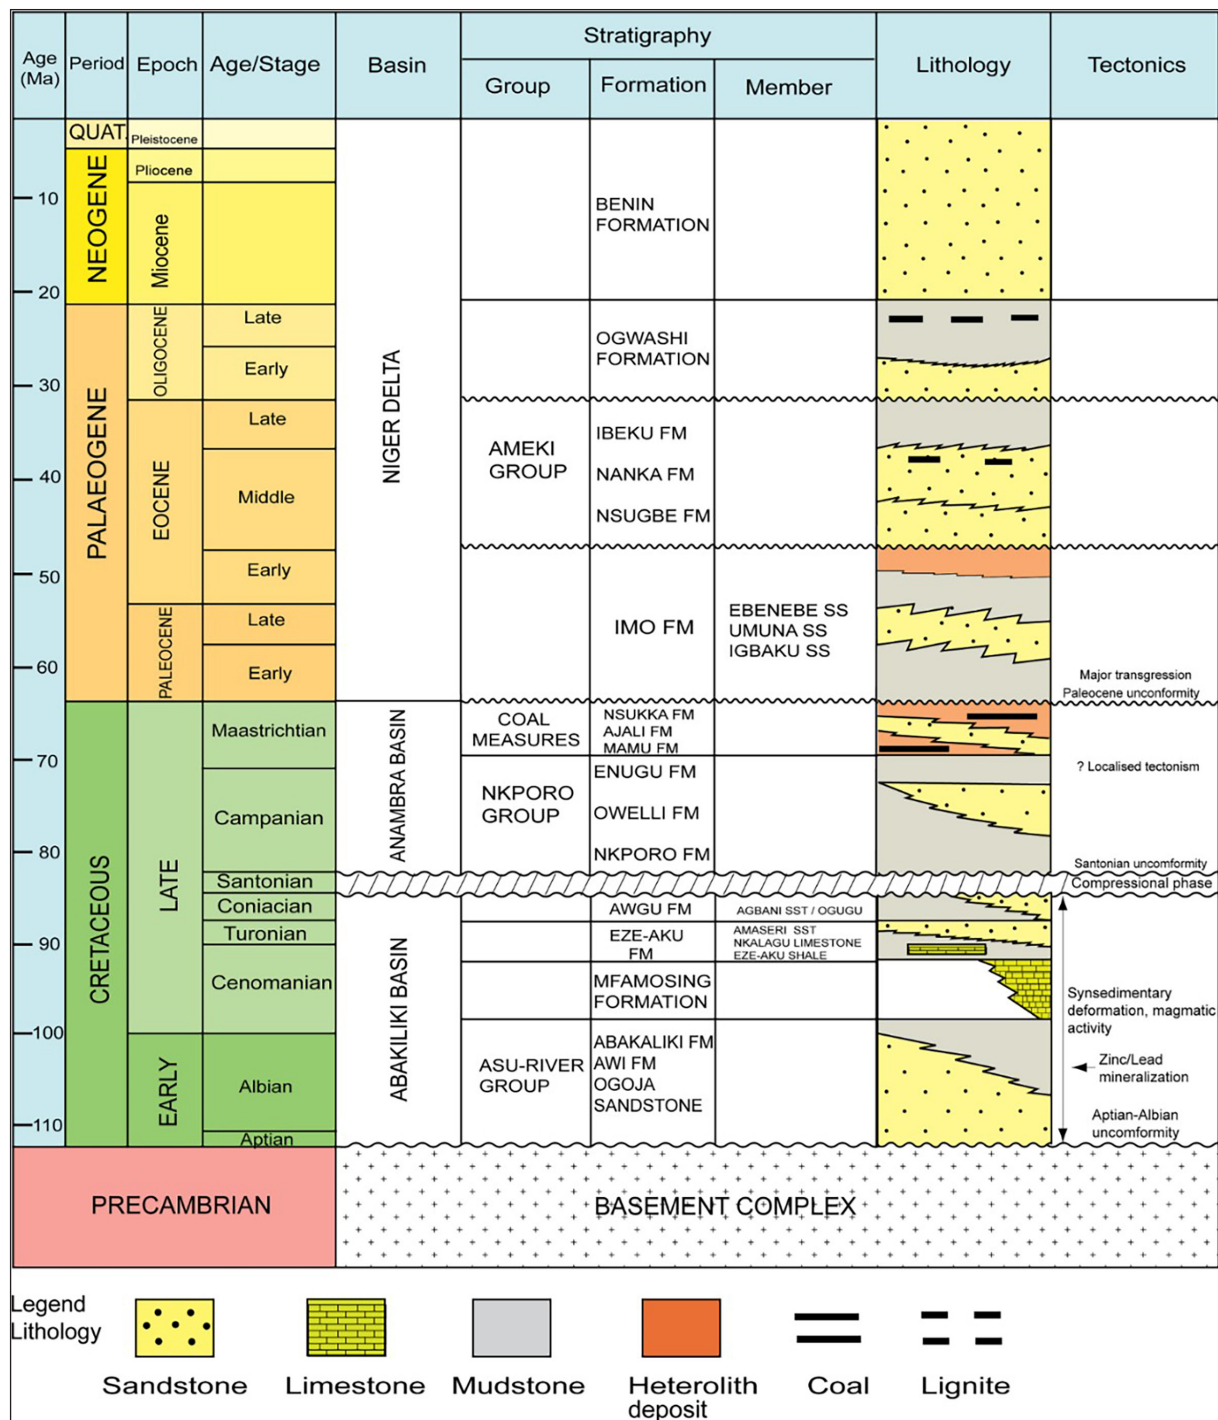 Age (Ma)
Period
Epoch
Age/Stage
Basin
Stratigraphy
Group
Formation
Member
Lithology
Tectonics
10
20
30
40
50
60
70
80
90
100
110
QUAT.
NEOGENE
PALAEOGENE
CRETACEOUS
PRECAMBRIAN
Pleistocene
Pliocene
Miocene
OLIGOCENE
EOCENE
PALEOCENE
LATE
EARLY
Late
Early
Late
Middle
Early
Late
Early
Maastrichtian
Campanian
Santonian
Coniacian
Turonian
Cenomanian
Albian
Aptian
NIGER DELTA
ANAMBRA BASIN
ABAKILIKI BASIN
AMEKI
GROUP
COAL
MEASURES
NKPORO
GROUP
ASU-RIVER
GROUP
BENIN
FORMATION
OGWASHI
FORMATION
IBEKU FM
NANKA FM
NSUGBE FM
IMO FM
NSUKKA FM
AJALI FM
MAMU FM
ENUGU FM
OWELLI FM
NKPORO FM
AWGU FM
EZE-AKU
FM
MFAMOSING
FORMATION
ABAKALIKI FM
AWI FM
OGOJA
SANDSTONE
EBENEBE SS
UMUNA SS
IGBAKU SS
AGBANI SST / OGUGU
AMASERI SST
NKALAGU LIMESTONE
EZE-AKU SHALE
Major transgression
Paleocene unconformity
? Localised tectonism
Santonian uncomformity
Compressional phase
Synsedimentary
deformation, magmatic
activity
Zinc/Lead
mineralization
Aptian-Albian
uncomformity
BASEMENT COMPLEX
Legend
Lithology
Sandstone
Limestone
Mudstone
Heterolith
deposit
Coal
Lignite